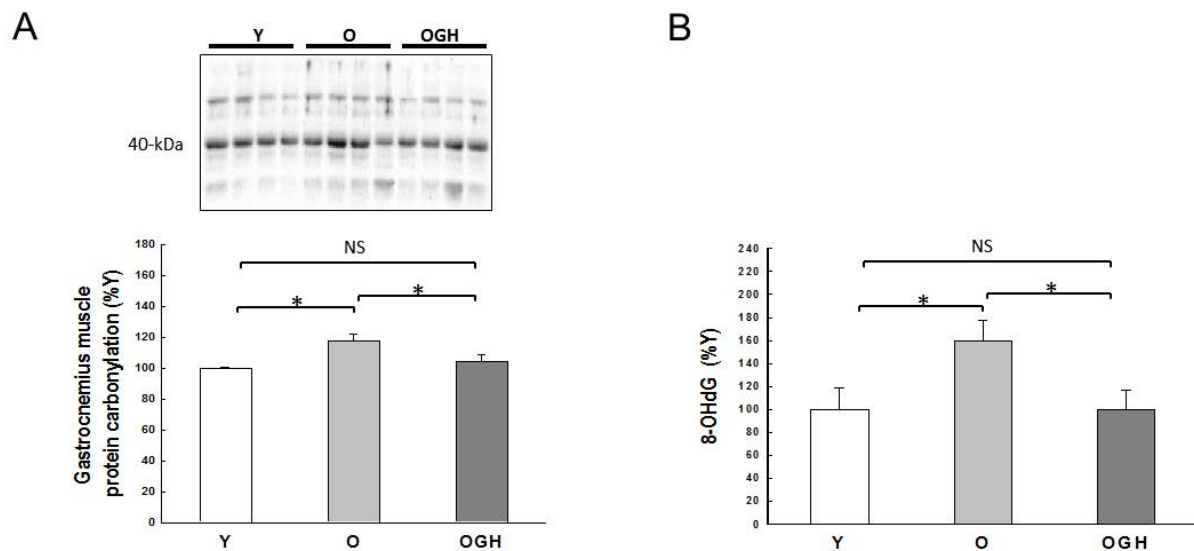 A
Y O OGH
40-kDa
Gastrocnemius muscle
protein carbonylation (%Y)
180
160
140
120
100
80
60
40
20
0
NS
* *
Y O OGH
B
8-OHdG (%Y)
240
220
200
180
160
140
120
100
80
60
40
20
0
NS
* *
Y O OGH